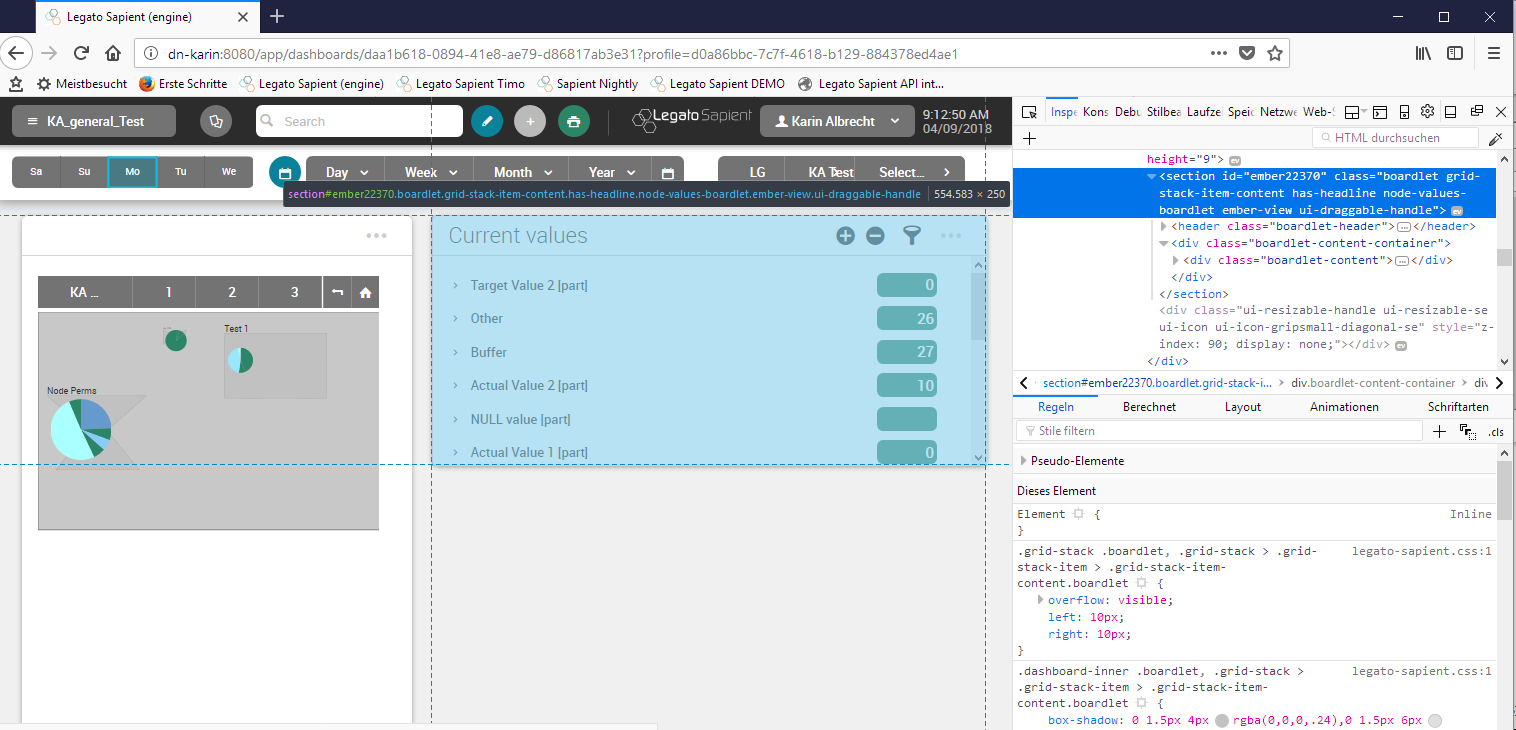 Legato Sapient (engine)
dn-karin:8080/app/dashboards/daa1b618-0894-41e8-ae79-d86817ab3e31?profile=d0a86bbc-7c7f-4618-b129-884378ed4ae1
Meistbesucht Erste Schritte Legato Sapient (engine) Legato Sapient Timo Sapient Nightly Legato Sapient DEMO Legato Sapient API int...
KA_general_Test Search Legato Sapient Karin Albrecht 9:12:50 AM
04/09/2018
Sa Su Mo Tu We Day Week Month Year LG KA Test Select...
section#ember22370.boardlet.grid-stack-item-content.has-headline.node-values-boardlet.ember-view.ui-draggable-handle 554.583 × 250
KA ... 1 2 3
Test 1
Node Perms
Current values
Target Value 2 [part] 0
Other 26
Buffer 27
Actual Value 2 [part] 10
NULL value [part]
Actual Value 1 [part] 0
Inspe Kons Debu Stilbea Laufze Speic Netzwe Web-S
HTML durchsuchen
height="9"> ev
<section id="ember22370" class="boardlet grid-
stack-item-content has-headline node-values-
boardlet ember-view ui-draggable-handle"> ev
<header class="boardlet-header">...</header>
<div class="boardlet-content-container">
<div class="boardlet-content">...</div>
</div>
</section>
<div class="ui-resizable-handle ui-resizable-se
ui-icon ui-icon-gripsmall-diagonal-se" style="z-
index: 90; display: none;"></div> ev
</div>
section#ember22370.boardlet.grid-stack-i... div.boardlet-content-container div
Regeln Berechnet Layout Animationen Schriftarten
Stile filtern .cls
Pseudo-Elemente
Dieses Element
Element { Inline
}
.grid-stack .boardlet, .grid-stack > .grid- legato-sapient.css:1
stack-item > .grid-stack-item-
content.boardlet {
overflow: visible;
left: 10px;
right: 10px;
}
.dashboard-inner .boardlet, .grid-stack > legato-sapient.css:1
.grid-stack-item > .grid-stack-item-
content.boardlet {
box-shadow: 0 1.5px 4px rgba(0,0,0,.24),0 1.5px 6px